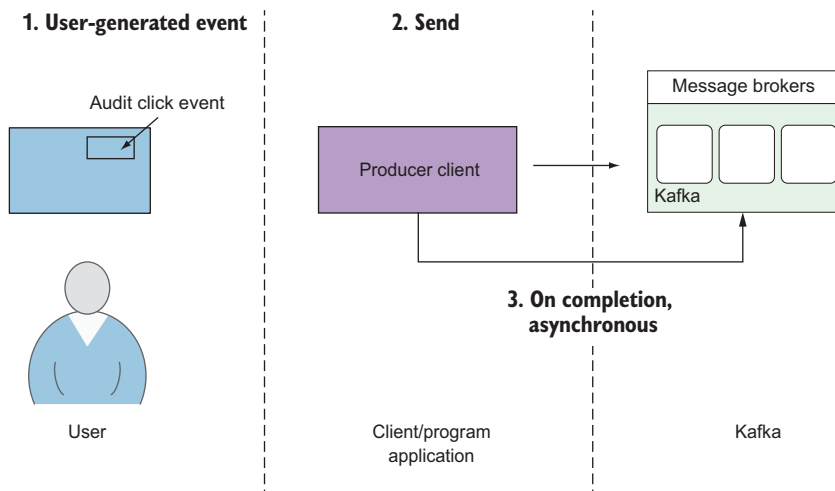 1. User-generated event
2. Send
Audit click event
Message brokers
Producer client
Kafka
3. On completion,
asynchronous
User
Client/program
application
Kafka